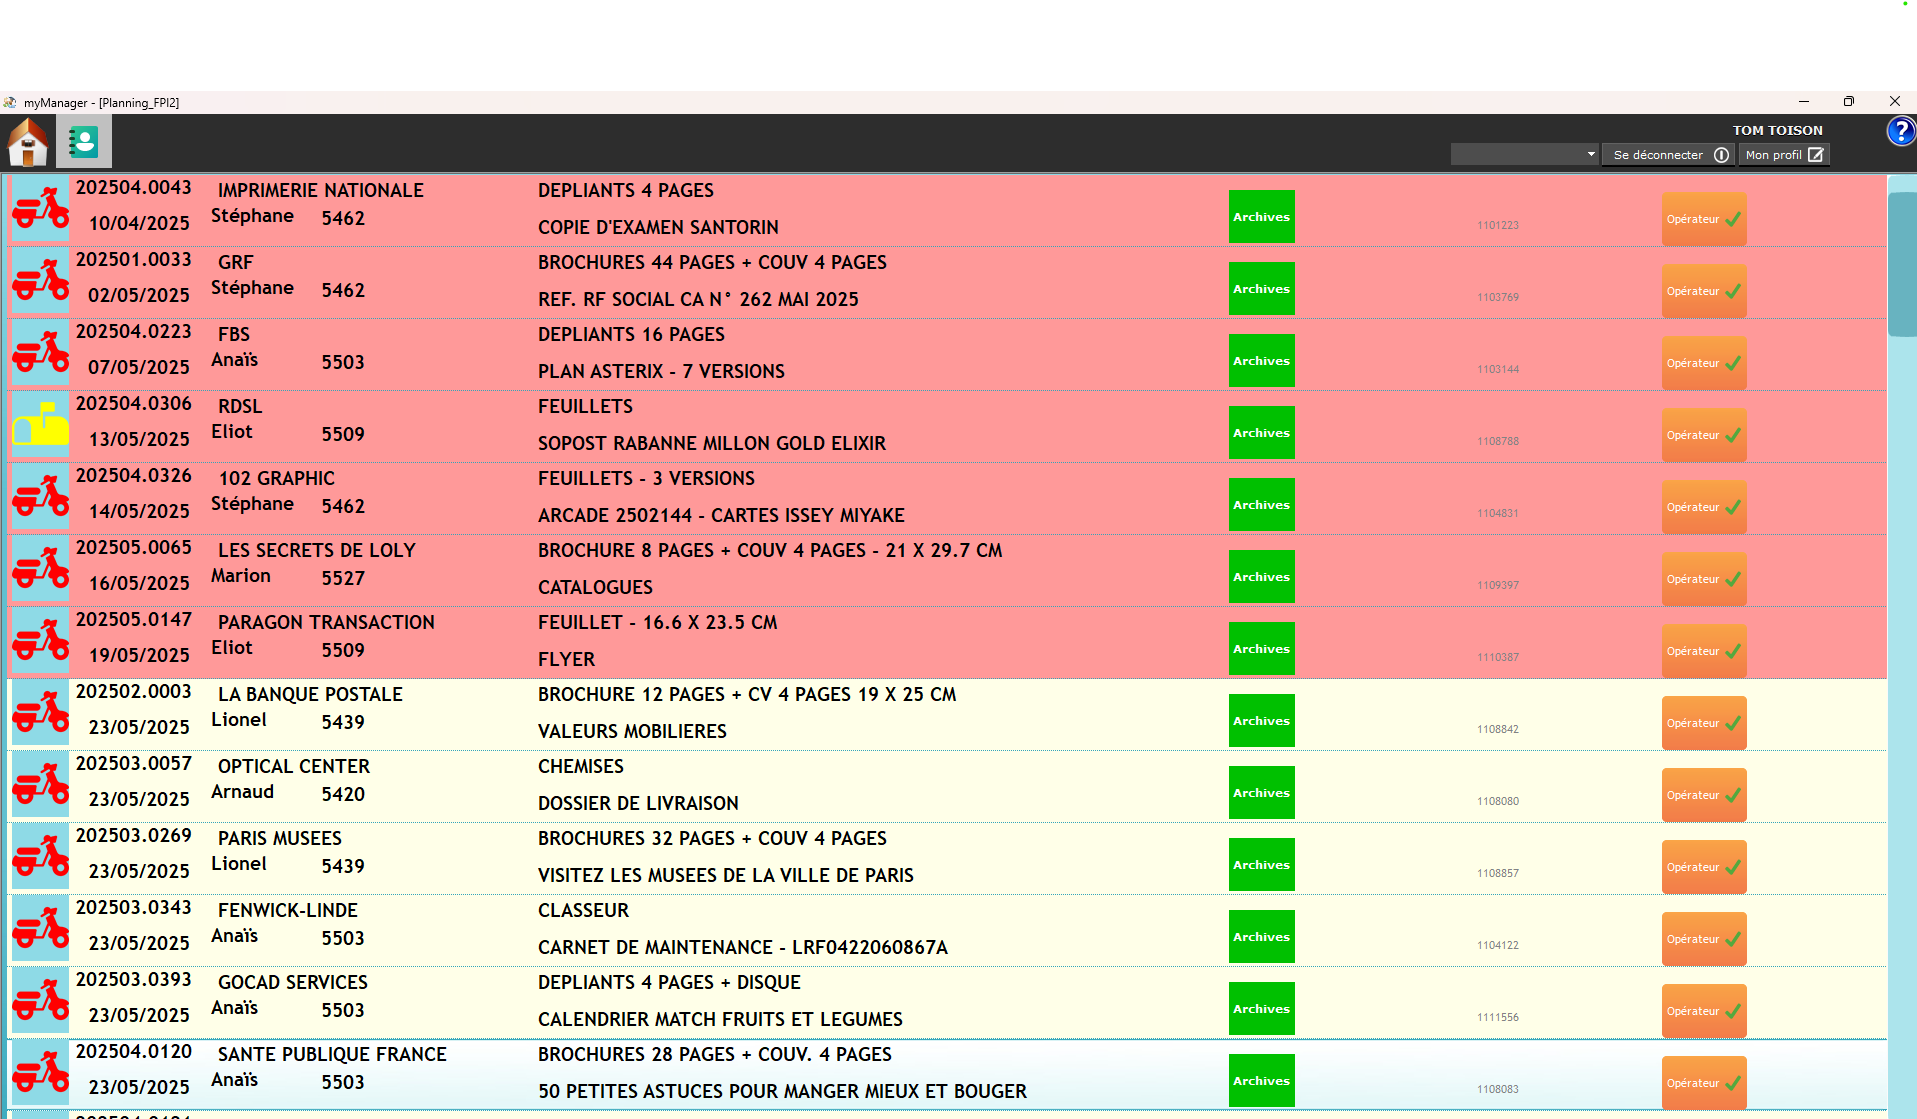 myManager - [Planning_FPI2]
TOM TOISON
Se déconnecter Mon profil
?
202504.0043 IMPRIMERIE NATIONALE DEPLIANTS 4 PAGES
10/04/2025 Stéphane 5462 COPIE D'EXAMEN SANTORIN Archives 1101223 Opérateur
202501.0033 GRF BROCHURES 44 PAGES + COUV 4 PAGES
02/05/2025 Stéphane 5462 REF. RF SOCIAL CA N° 262 MAI 2025 Archives 1103769 Opérateur
202504.0223 FBS DEPLIANTS 16 PAGES
07/05/2025 Anaïs 5503 PLAN ASTERIX - 7 VERSIONS Archives 1103144 Opérateur
202504.0306 RDSL FEUILLETS
13/05/2025 Eliot 5509 SOPOST RABANNE MILLON GOLD ELIXIR Archives 1108788 Opérateur
202504.0326 102 GRAPHIC FEUILLETS - 3 VERSIONS
14/05/2025 Stéphane 5462 ARCADE 2502144 - CARTES ISSEY MIYAKE Archives 1104831 Opérateur
202505.0065 LES SECRETS DE LOLY BROCHURE 8 PAGES + COUV 4 PAGES - 21 X 29.7 CM
16/05/2025 Marion 5527 CATALOGUES Archives 1109397 Opérateur
202505.0147 PARAGON TRANSACTION FEUILLET - 16.6 X 23.5 CM
19/05/2025 Eliot 5509 FLYER Archives 1110387 Opérateur
202502.0003 LA BANQUE POSTALE BROCHURE 12 PAGES + CV 4 PAGES 19 X 25 CM
23/05/2025 Lionel 5439 VALEURS MOBILIERES Archives 1108842 Opérateur
202503.0057 OPTICAL CENTER CHEMISES
23/05/2025 Arnaud 5420 DOSSIER DE LIVRAISON Archives 1108080 Opérateur
202503.0269 PARIS MUSEES BROCHURES 32 PAGES + COUV 4 PAGES
23/05/2025 Lionel 5439 VISITEZ LES MUSEES DE LA VILLE DE PARIS Archives 1108857 Opérateur
202503.0343 FENWICK-LINDE CLASSEUR
23/05/2025 Anaïs 5503 CARNET DE MAINTENANCE - LRF0422060867A Archives 1104122 Opérateur
202503.0393 GOCAD SERVICES DEPLIANTS 4 PAGES + DISQUE
23/05/2025 Anaïs 5503 CALENDRIER MATCH FRUITS ET LEGUMES Archives 1111556 Opérateur
202504.0120 SANTE PUBLIQUE FRANCE BROCHURES 28 PAGES + COUV. 4 PAGES
23/05/2025 Anaïs 5503 50 PETITES ASTUCES POUR MANGER MIEUX ET BOUGER Archives 1108083 Opérateur